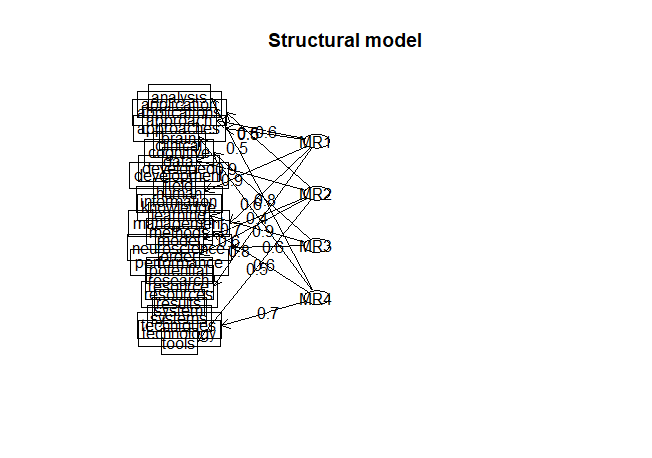 Structural model
analysis
application
applications
approach
approaches
brain
clinical
cognitive
data
developed
development
field
human
information
knowledge
learning
management
methods
model
neuroscience
order
performance
potential
research
resource
resources
results
system
systems
techniques
technology
tools
MR1
MR2
MR3
MR4
0.6
0.5
0.9
0.9
0.8
0.6
0.4
0.9
0.7
0.6
0.6
0.8
0.6
0.5
0.7